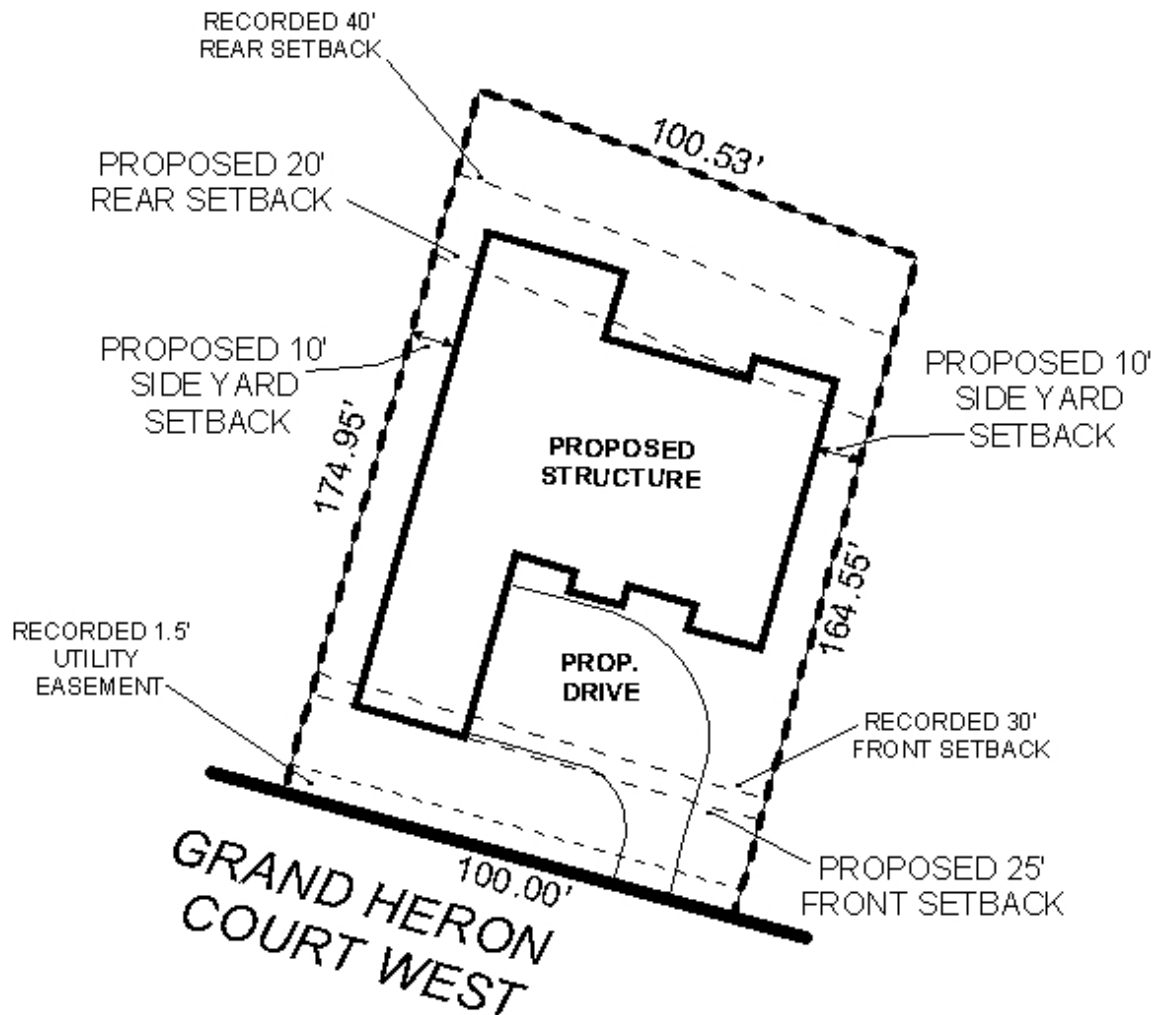 RECORDED 40'
REAR SETBACK
100.53'
PROPOSED 20'
REAR SETBACK
PROPOSED 10'
SIDE YARD
SETBACK
PROPOSED 10'
SIDE YARD
SETBACK
174.95'
PROPOSED
STRUCTURE
164.55'
RECORDED 1.5'
UTILITY
EASEMENT
PROP.
DRIVE
RECORDED 30'
FRONT SETBACK
PROPOSED 25'
FRONT SETBACK
100.00'
GRAND HERON
COURT WEST